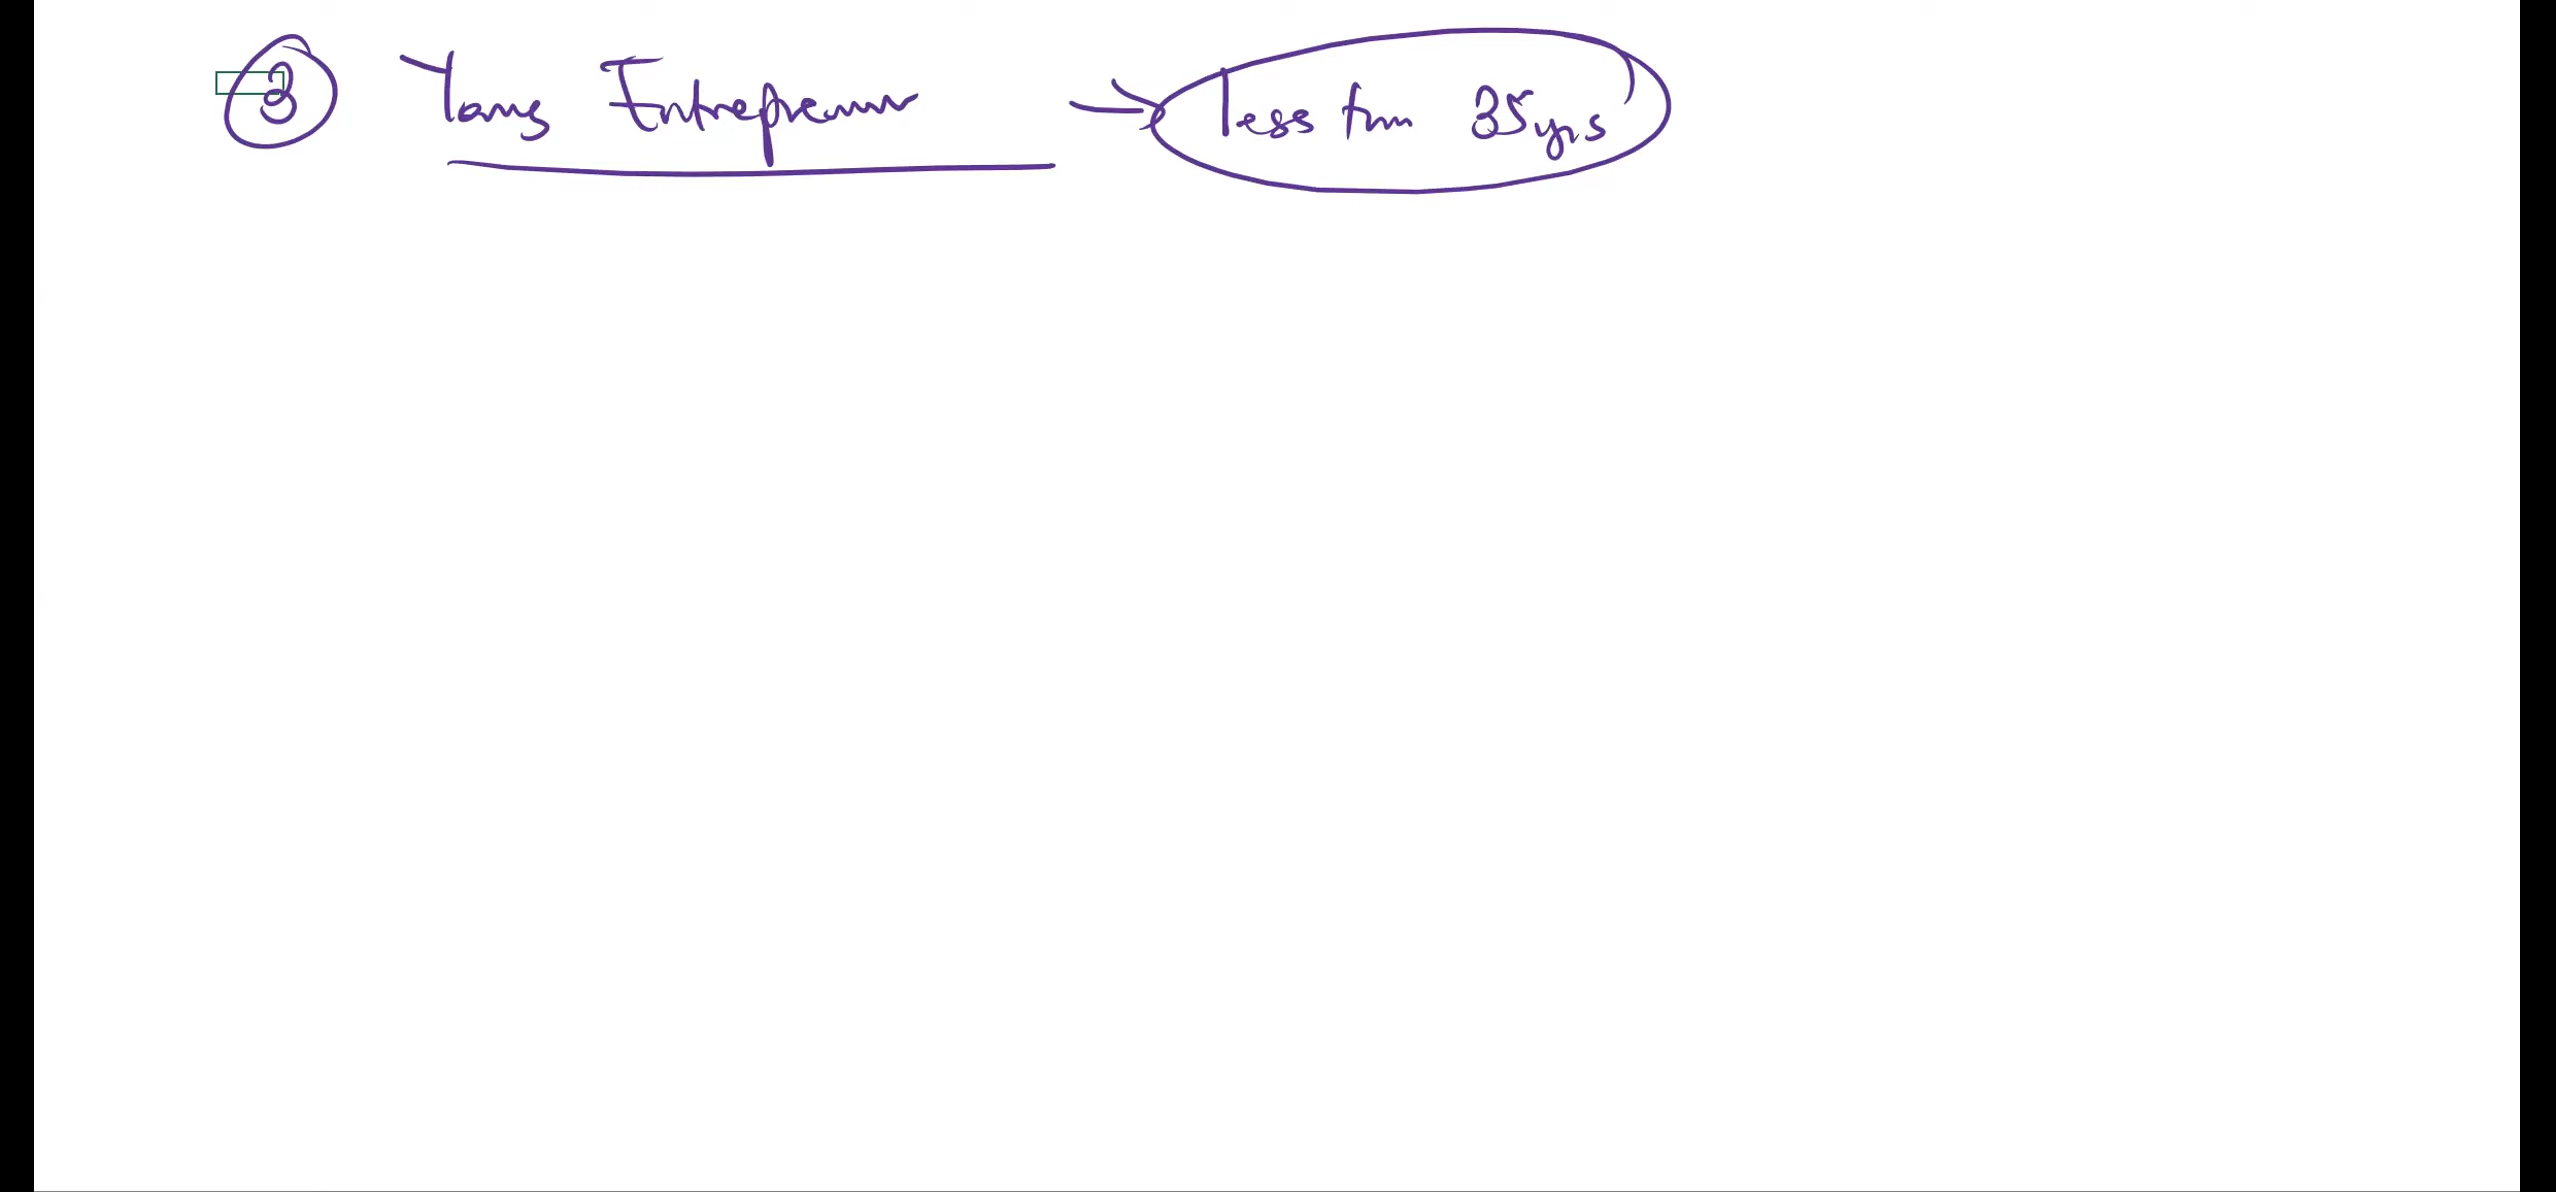 ③ Young Entrepreneur → less than 35yrs